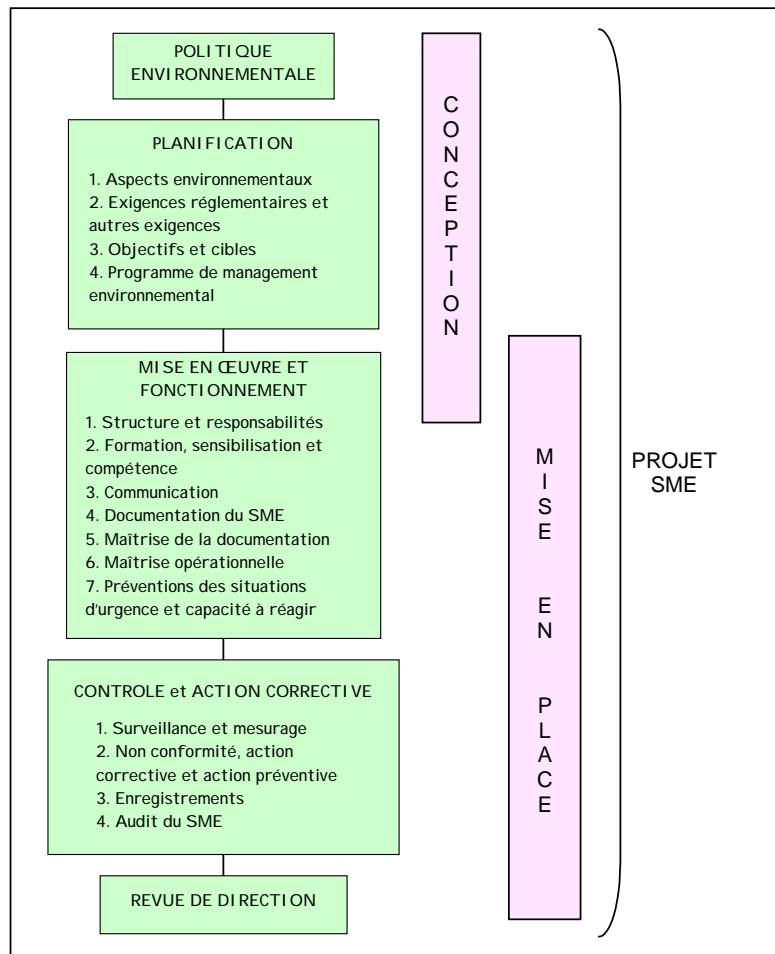 POLITIQUE
ENVIRONNEMENTALE
PLANIFICATION
1. Aspects environnementaux
2. Exigences réglementaires et
autres exigences
3. Objectifs et cibles
4. Programme de management
environnemental
MISE EN ŒUVRE ET
FONCTIONNEMENT
1. Structure et responsabilités
2. Formation, sensibilisation et
compétence
3. Communication
4. Documentation du SME
5. Maîtrise de la documentation
6. Maîtrise opérationnelle
7. Préventions des situations
d'urgence et capacité à réagir
CONTROLE et ACTION CORRECTIVE
1. Surveillance et mesurage
2. Non conformité, action
corrective et action préventive
3. Enregistrements
4. Audit du SME
REVUE DE DIRECTION
CONCEPTION
MISE EN PLACE
PROJET
SME